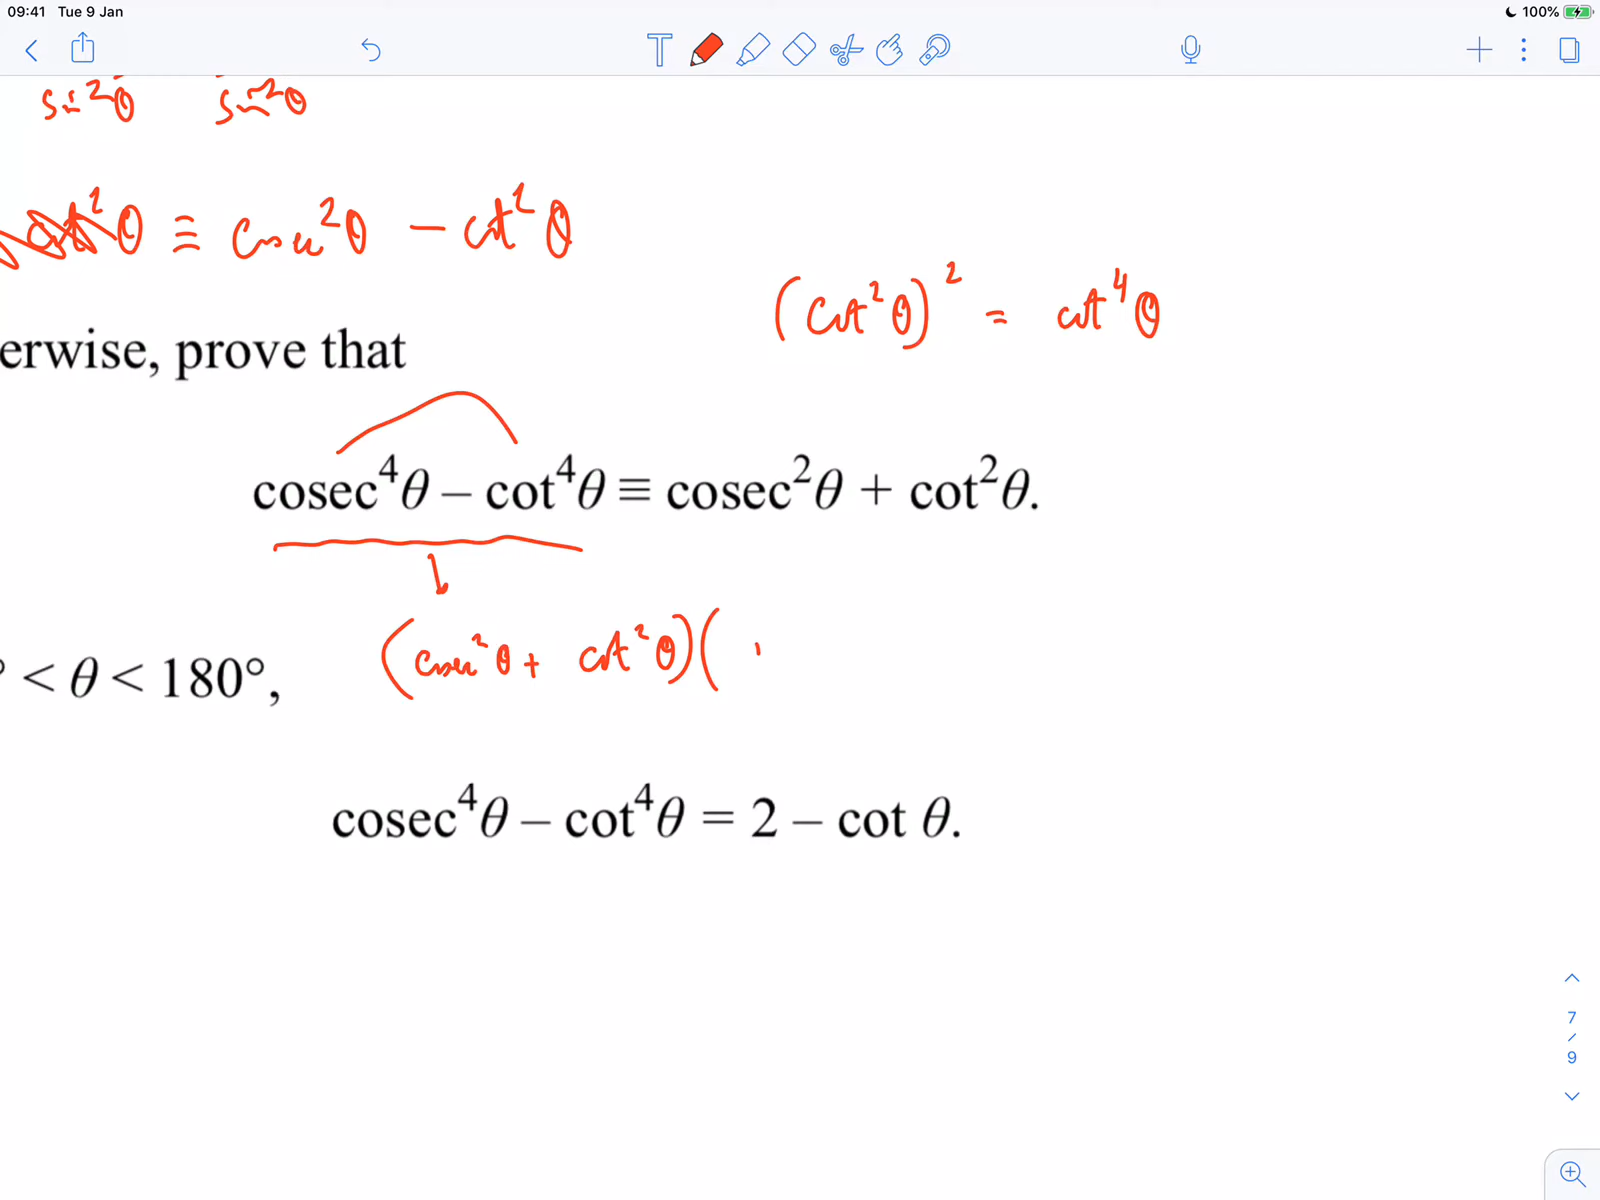 09:41 Tue 9 Jan 100%
sin²θ sin²θ
θ ≡ cosec²θ − cot²θ
(cot²θ)² = cot⁴θ
erwise, prove that
cosec⁴θ – cot⁴θ ≡ cosec²θ + cot²θ.
(cosec²θ + cot²θ)(
° < θ < 180°,
cosec⁴θ – cot⁴θ = 2 – cot θ.
7
/
9